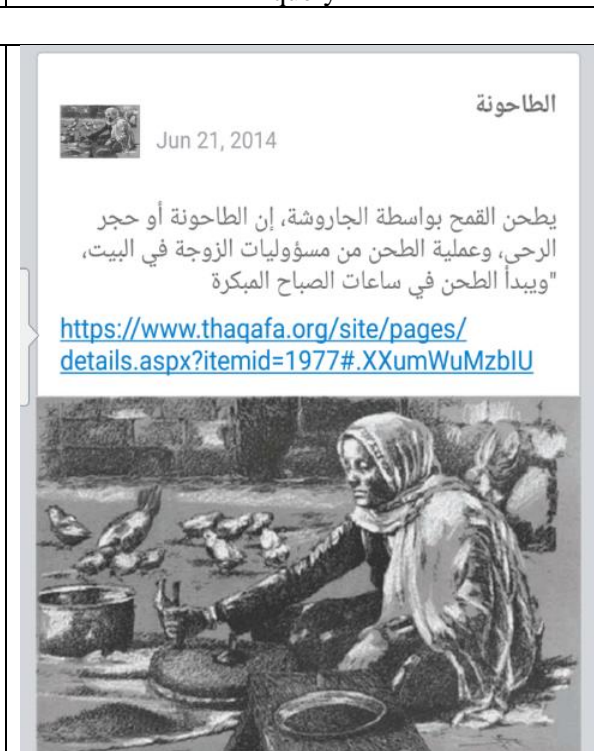 الطاحونة
Jun 21, 2014
يطحن القمح بواسطة الجاروشة، إن الطاحونة أو حجر
الرحى، وعملية الطحن من مسؤوليات الزوجة في البيت،
"ويبدأ الطحن في ساعات الصباح المبكرة
https://www.thaqafa.org/site/pages/
details.aspx?itemid=1977#.XXumWuMzbIU